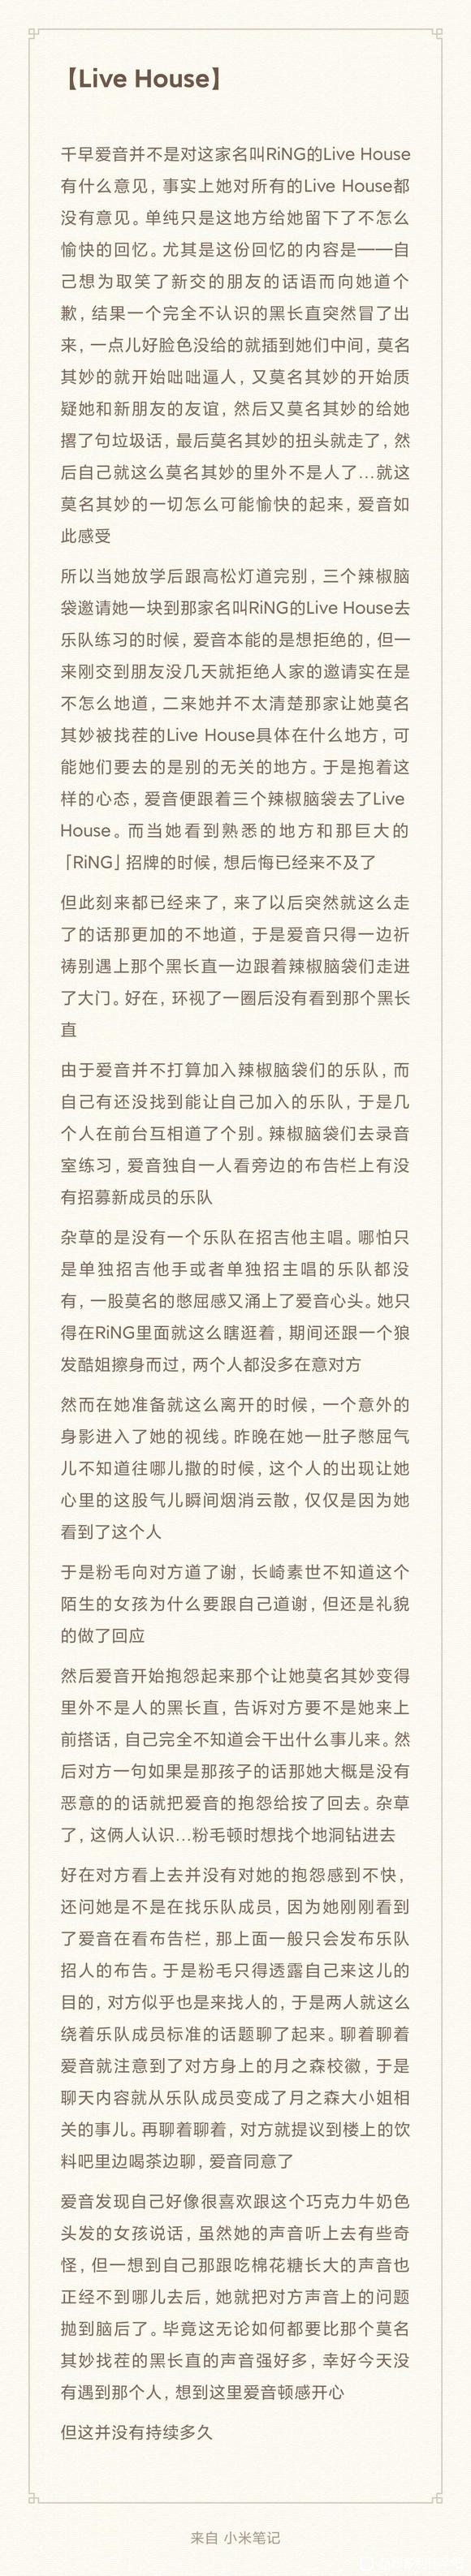 【Live House】
千早爱音并不是对这家名叫RiNG的Live House
有什么意见，事实上她对所有的Live House都
没有意见。单纯只是这地方给她留下了不怎么
愉快的回忆。尤其是这份回忆的内容是——自
己想为取笑了新交的朋友的话语而向她道个
歉，结果一个完全不认识的黑长直突然冒了出
来，一点儿好脸色没给的就插到她们中间，莫名
其妙的就开始咄咄逼人，又莫名其妙的开始质
疑她和新朋友的友谊，然后又莫名其妙的给她
撂了句垃圾话，最后莫名其妙的扭头就走了，然
后自己就这么莫名其妙的里外不是人了…就这
莫名其妙的一切怎么可能愉快的起来，爱音如
此感受
所以当她放学后跟高松灯道完别，三个辣椒脑
袋邀请她一块到那家名叫RiNG的Live House去
乐队练习的时候，爱音本能的是想拒绝的，但一
来刚交到朋友没几天就拒绝人家的邀请实在是
不怎么地道，二来她并不太清楚那家让她莫名
其妙被找茬的Live House具体在什么地方，可
能她们要去的是别的无关的地方。于是抱着这
样的心态，爱音便跟着三个辣椒脑袋去了Live
House。而当她看到熟悉的地方和那巨大的
「RiNG」招牌的时候，想后悔已经来不及了
但此刻来都已经来了，来了以后突然就这么走
了的话那更加的不地道，于是爱音只得一边祈
祷别遇上那个黑长直一边跟着辣椒脑袋们走进
了大门。好在，环视了一圈后没有看到那个黑长
直
由于爱音并不打算加入辣椒脑袋们的乐队，而
自己有还没找到能让自己加入的乐队，于是几
个人在前台互相道了个别。辣椒脑袋们去录音
室练习，爱音独自一人看旁边的布告栏上有没
有招募新成员的乐队
杂草的是没有一个乐队在招吉他主唱。哪怕只
是单独招吉他手或者单独招主唱的乐队都没
有，一股莫名的憋屈感又涌上了爱音心头。她只
得在RiNG里面就这么瞎逛着，期间还跟一个狼
发酷姐擦身而过，两个人都没多在意对方
然而在她准备就这么离开的时候，一个意外的
身影进入了她的视线。昨晚在她一肚子憋屈气
儿不知道往哪儿撒的时候，这个人的出现让她
心里的这股气儿瞬间烟消云散，仅仅是因为她
看到了这个人
于是粉毛向对方道了谢，长崎素世不知道这个
陌生的女孩为什么要跟自己道谢，但还是礼貌
的做了回应
然后爱音开始抱怨起来那个让她莫名其妙变得
里外不是人的黑长直，告诉对方要不是她来上
前搭话，自己完全不知道会干出什么事儿来。然
后对方一句如果是那孩子的话那她大概是没有
恶意的的话就把爱音的抱怨给按了回去。杂草
了，这俩人认识…粉毛顿时想找个地洞钻进去
好在对方看上去并没有对她的抱怨感到不快，
还问她是不是在找乐队成员，因为她刚刚看到
了爱音在看布告栏，那上面一般只会发布乐队
招人的布告。于是粉毛只得透露自己来这儿的
目的，对方似乎也是来找人的，于是两人就这么
绕着乐队成员标准的话题聊了起来。聊着聊着
爱音就注意到了对方身上的月之森校徽，于是
聊天内容就从乐队成员变成了月之森大小姐相
关的事儿。再聊着聊着，对方就提议到楼上的饮
料吧里边喝茶边聊，爱音同意了
爱音发现自己好像很喜欢跟这个巧克力牛奶色
头发的女孩说话，虽然她的声音听上去有些奇
怪，但一想到自己那跟吃棉花糖长大的声音也
正经不到哪儿去后，她就把对方声音上的问题
抛到脑后了。毕竟这无论如何都要比那个莫名
其妙找茬的黑长直的声音强好多，幸好今天没
有遇到那个人，想到这里爱音顿感开心
但这并没有持续多久
来自 小米笔记